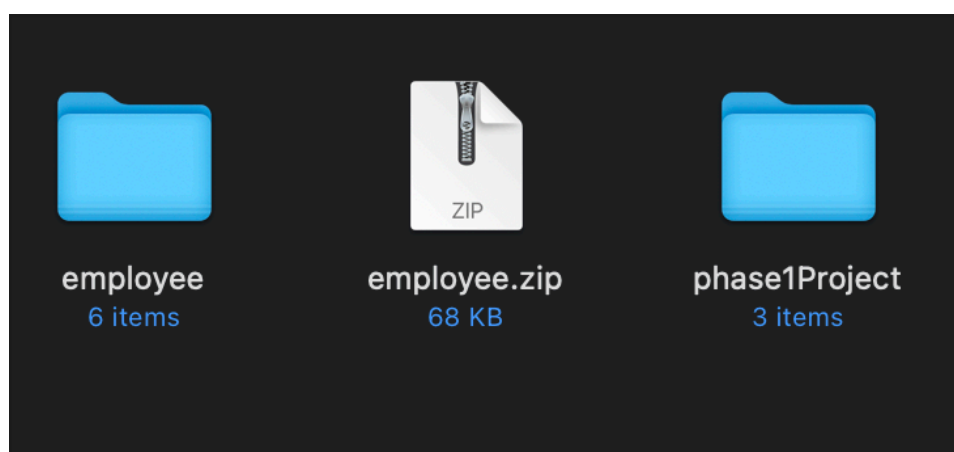 ZIP
employee
6 items
employee.zip
68 KB
phase1Project
3 items